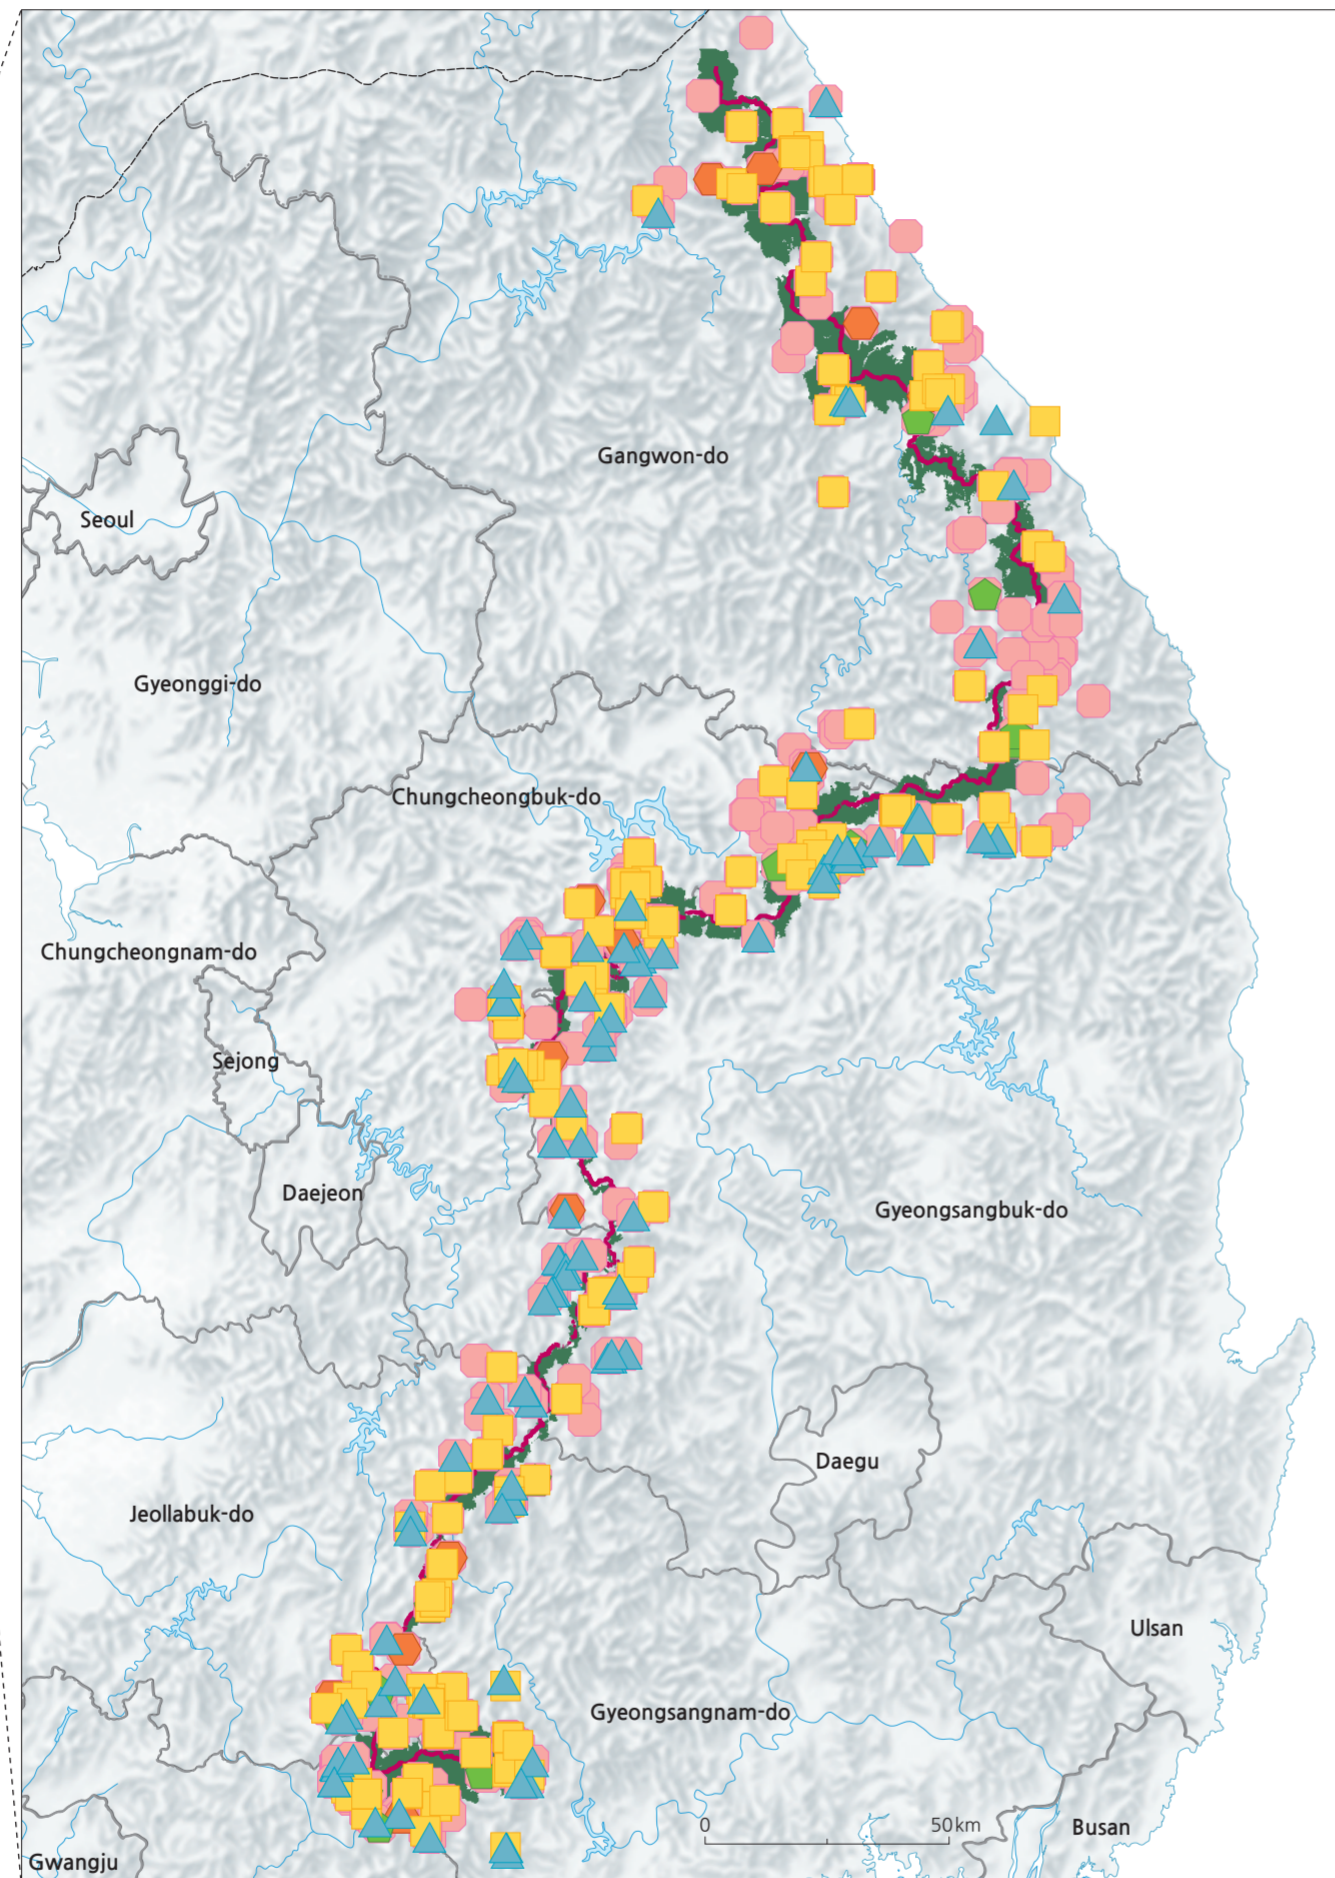 Gangwon-do
Seoul
Gyeonggi-do
Chungcheongbuk-do
Chungcheongnam-do
Sejong
Daejeon
Gyeongsangbuk-do
Daegu
Jeollabuk-do
Ulsan
Gyeongsangnam-do
0 50km
Busan
Gwangju